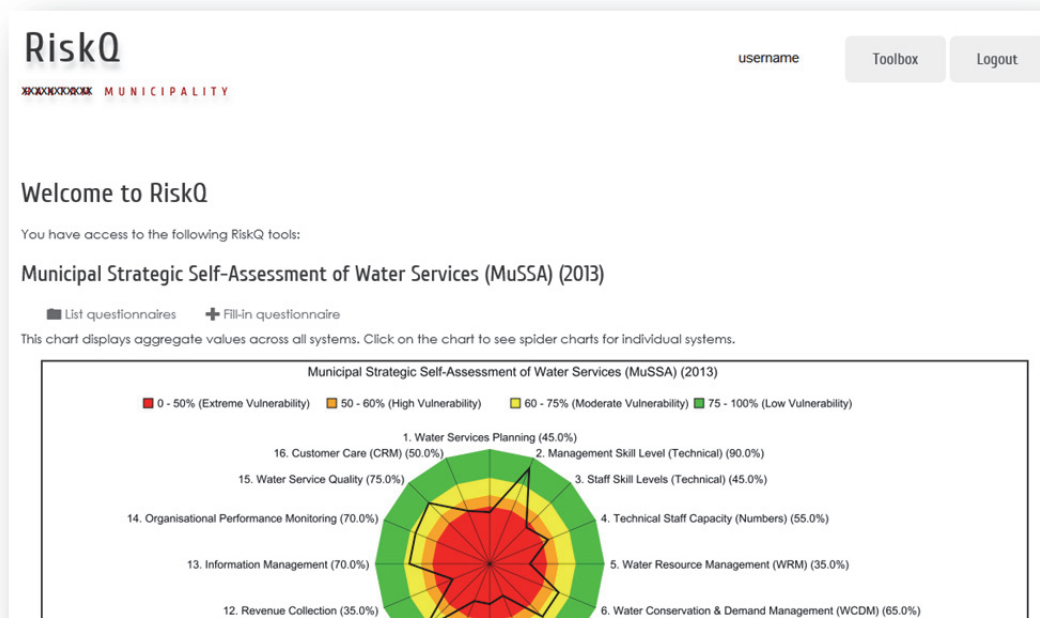 RiskQ
username
Toolbox
Logout
MUNICIPALITY
Welcome to RiskQ
You have access to the following RiskQ tools:
Municipal Strategic Self-Assessment of Water Services (MuSSA) (2013)
List questionnaires
Fill-in questionnaire
This chart displays aggregate values across all systems. Click on the chart to see spider charts for individual systems.
Municipal Strategic Self-Assessment of Water Services (MuSSA) (2013)
0 - 50% (Extreme Vulnerability)
50 - 60% (High Vulnerability)
60 - 75% (Moderate Vulnerability)
75 - 100% (Low Vulnerability)
1. Water Services Planning (45.0%)
16. Customer Care (CRM) (50.0%)
2. Management Skill Level (Technical) (90.0%)
15. Water Service Quality (75.0%)
3. Staff Skill Levels (Technical) (45.0%)
14. Organisational Performance Monitoring (70.0%)
4. Technical Staff Capacity (Numbers) (55.0%)
13. Information Management (70.0%)
5. Water Resource Management (WRM) (35.0%)
12. Revenue Collection (35.0%)
6. Water Conservation & Demand Management (WCDM) (65.0%)